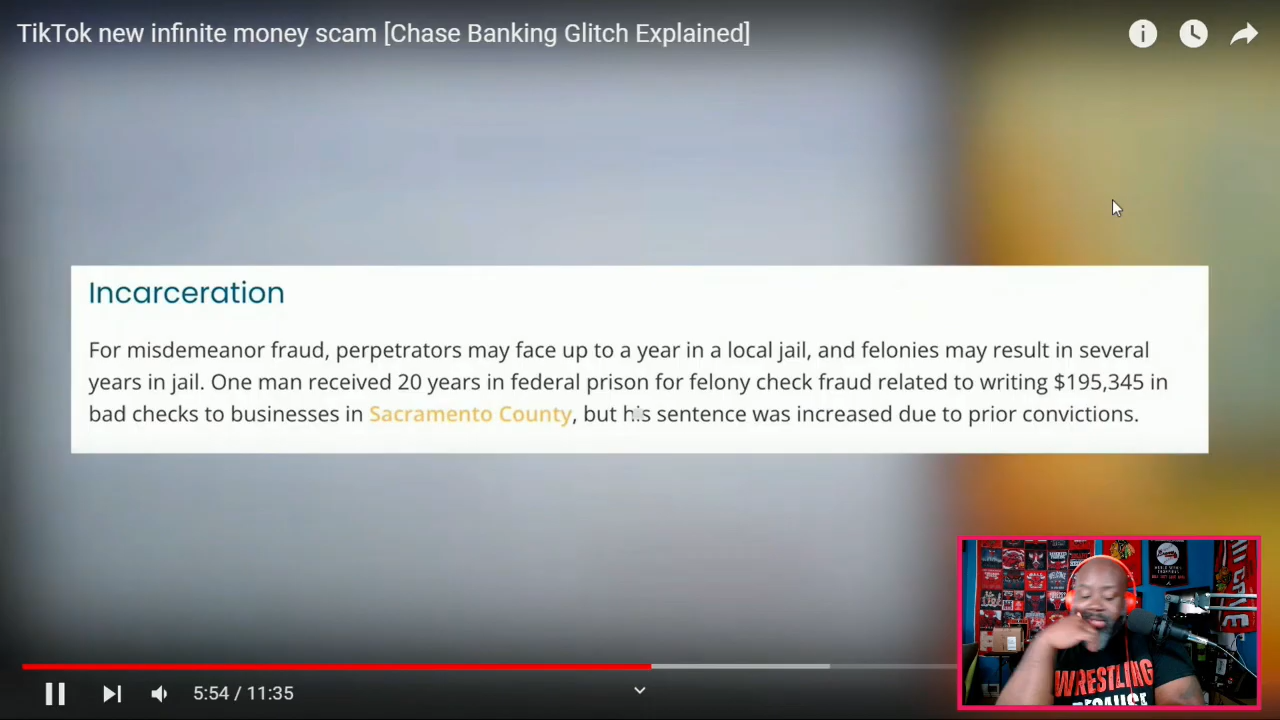 TikTok new infinite money scam [Chase Banking Glitch Explained]
Incarceration
For misdemeanor fraud, perpetrators may face up to a year in a local jail, and felonies may result in several
years in jail. One man received 20 years in federal prison for felony check fraud related to writing $195,345 in
bad checks to businesses in Sacramento County, but his sentence was increased due to prior convictions.
5:54 / 11:35
WRESTLING
BECAUSE